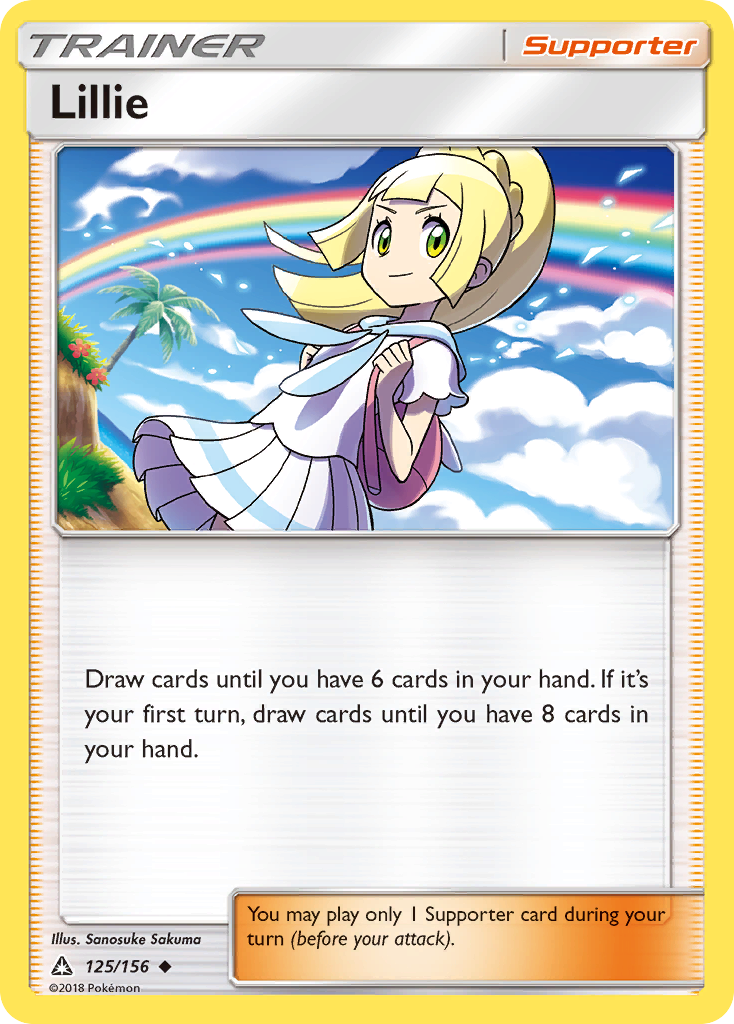 TRAINER
Supporter
Lillie
Draw cards until you have 6 cards in your hand. If it's
your first turn, draw cards until you have 8 cards in
your hand.
You may play only 1 Supporter card during your
turn (before your attack).
Illus. Sanosuke Sakuma
125/156 ◆
©2018 Pokémon